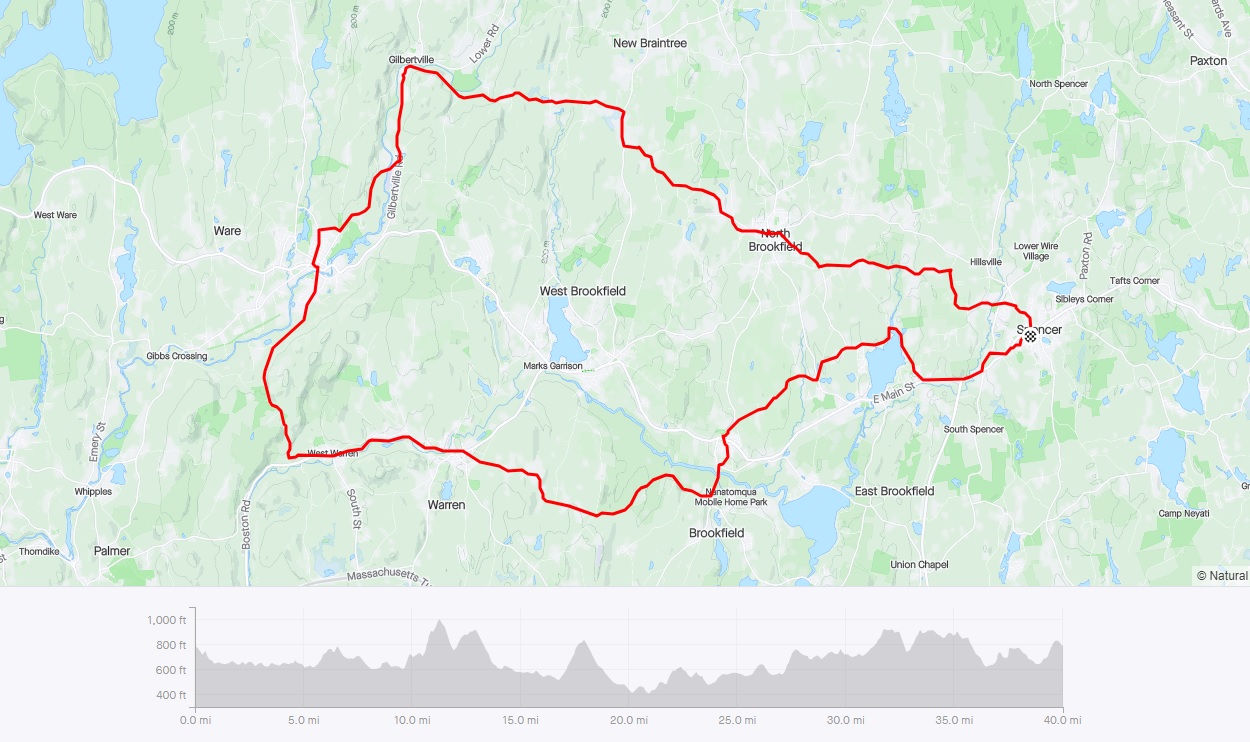 New Braintree
Lower Rd
Gilbertville
Paxton
North Spencer
200 m
200 m
Gilbertville Rd
West Ware
Ware
North
Brookfield
Lower Wire
Village
Hillsville
Paxton Rd
Tafts Corner
Sibleys Corner
200 m
West Brookfield
Spencer
Gibbs Crossing
Marks Garrison
E Main St
South Spencer
Emery St
West Warren
Whipples
Warren
South St
Boston Rd
Nanatomqua
Mobile Home Park
East Brookfield
Camp Neyati
Brookfield
Thorndike
Palmer
Union Chapel
Massachusetts Tu
© Natural
1,000 ft
800 ft
600 ft
400 ft
0.0 mi
5.0 mi
10.0 mi
15.0 mi
20.0 mi
25.0 mi
30.0 mi
35.0 mi
40.0 mi